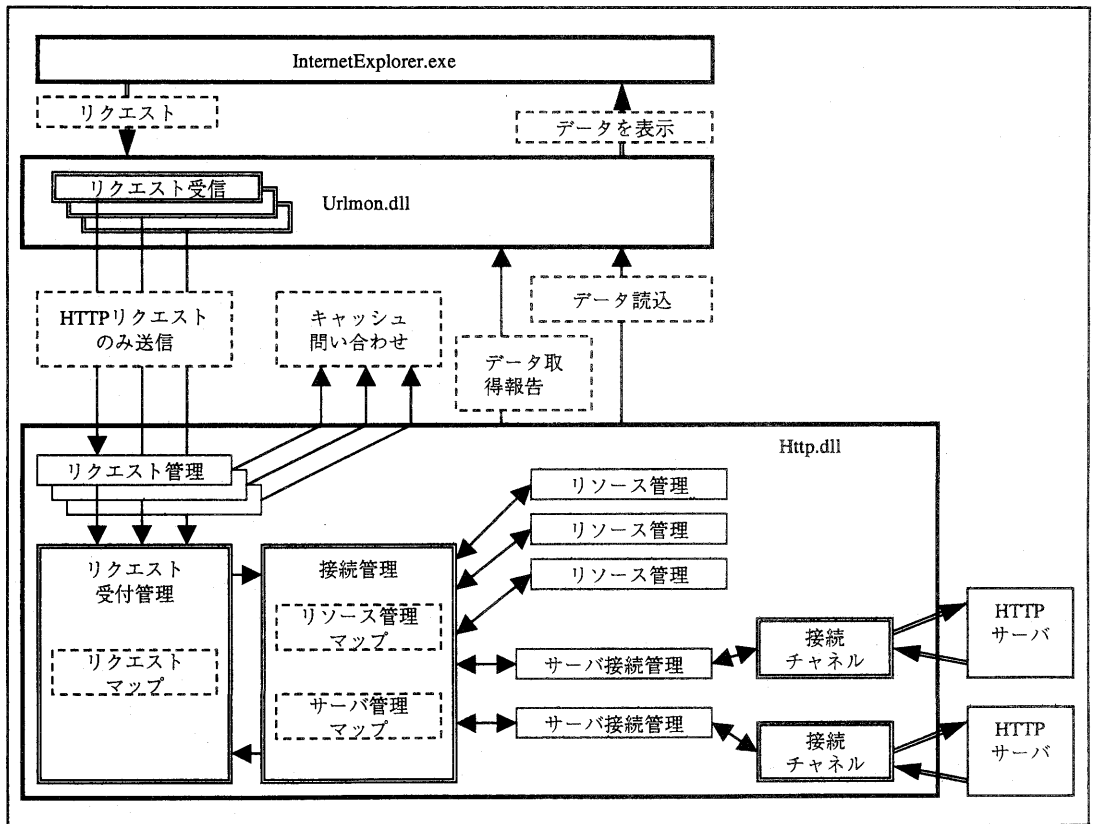 InternetExplorer.exe
リクエスト
データを表示
リクエスト受信
Urlmon.dll
HTTPリクエスト
のみ送信
キャッシュ
問い合わせ
データ取
得報告
データ読込
Http.dll
リクエスト管理
リソース管理
リソース管理
リソース管理
リクエスト
受付管理
リクエスト
マップ
接続管理
リソース管理
マップ
サーバ管理
マップ
サーバ接続管理
サーバ接続管理
接続
チャネル
接続
チャネル
HTTP
サーバ
HTTP
サーバ